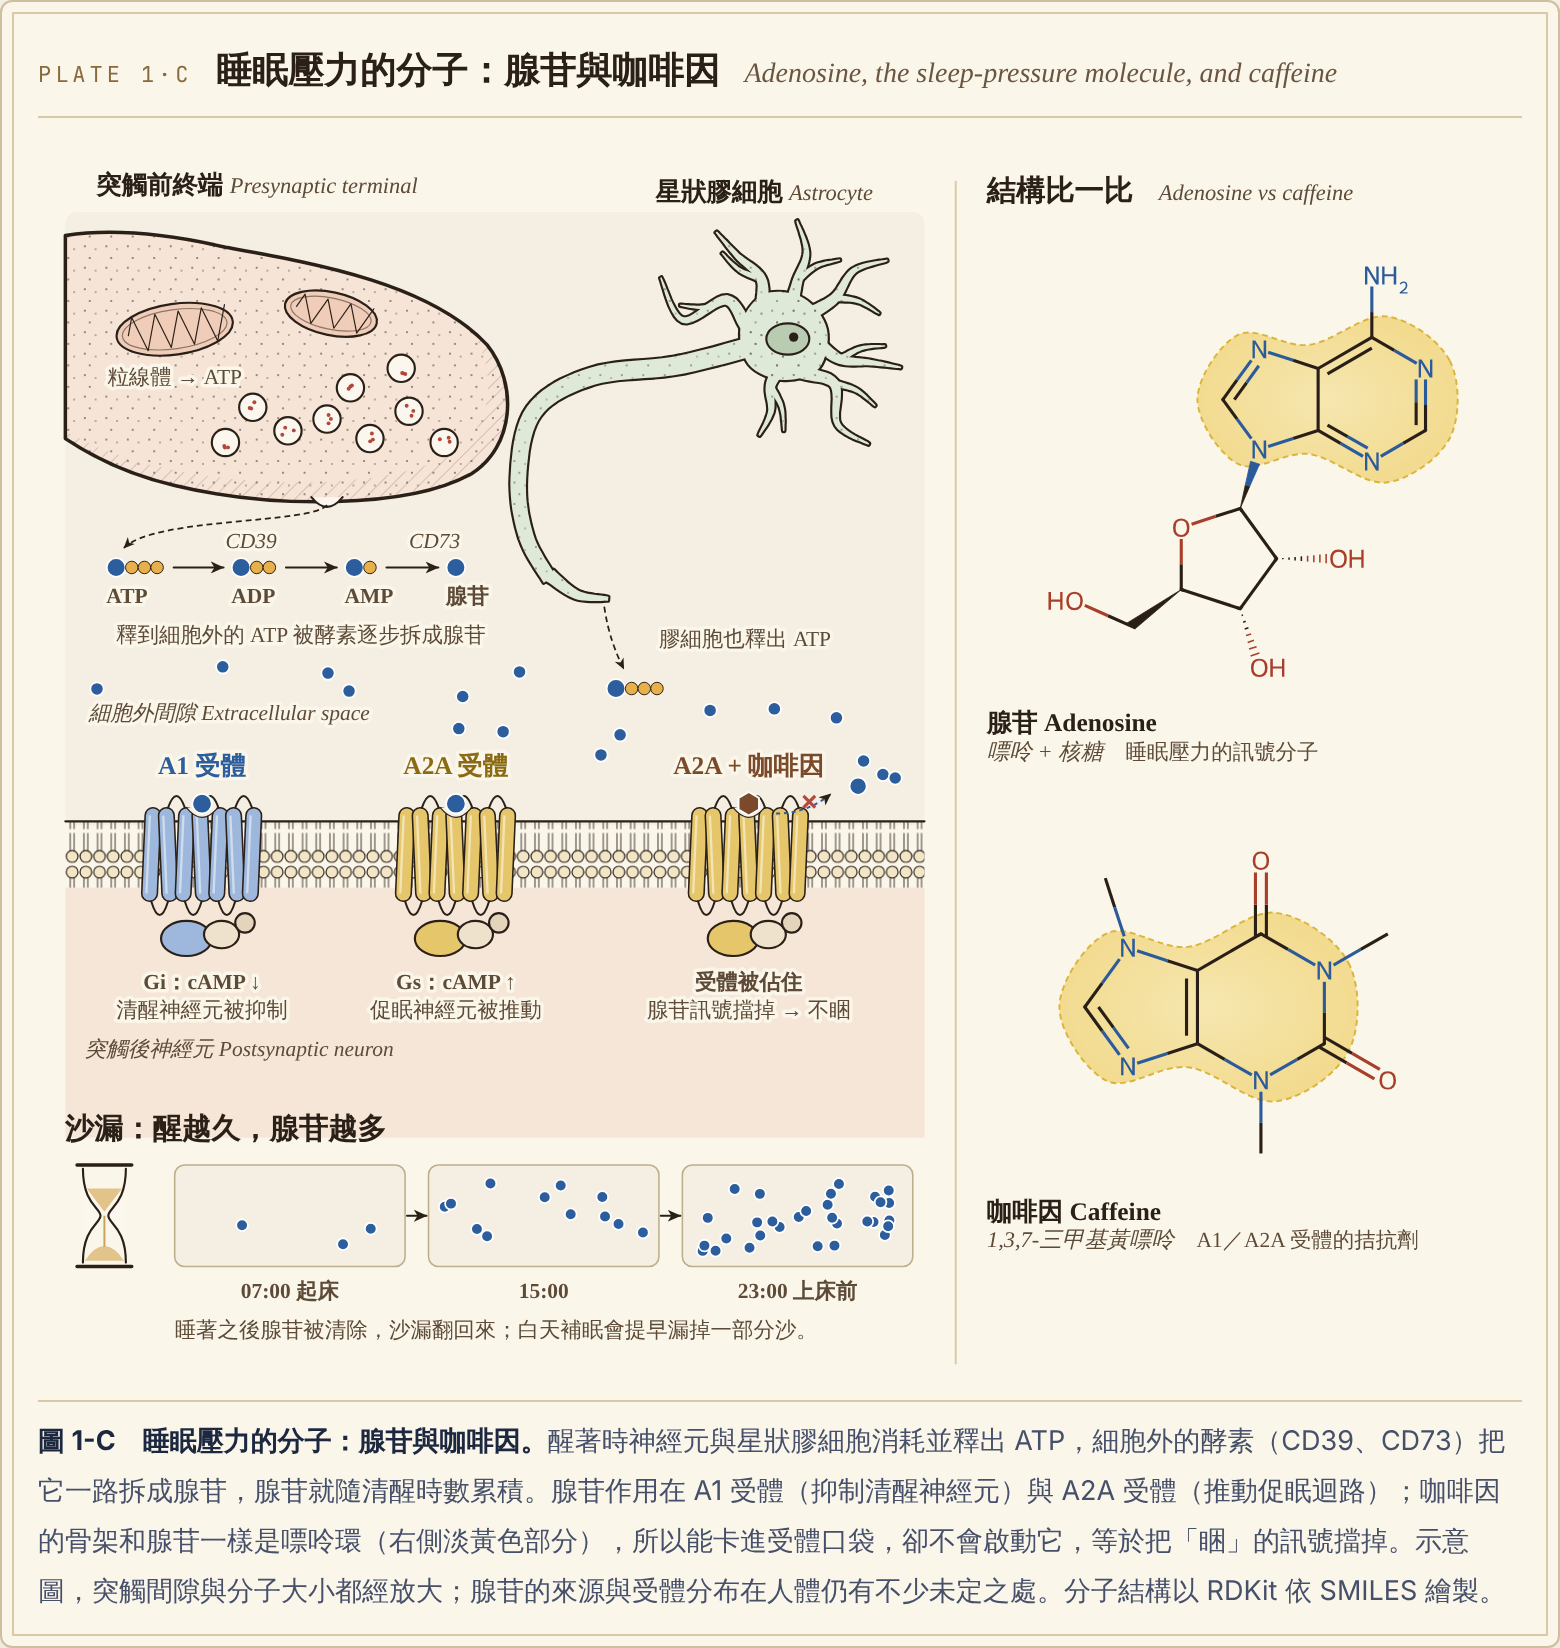 PLATE 1·C 睡眠壓力的分子：腺苷與咖啡因 Adenosine, the sleep-pressure molecule, and caffeine
突觸前終端 Presynaptic terminal
星狀膠細胞 Astrocyte
粒線體 → ATP
CD39
CD73
ATP
ADP
AMP
腺苷
釋到細胞外的 ATP 被酵素逐步拆成腺苷
膠細胞也釋出 ATP
細胞外間隙 Extracellular space
A1 受體
A2A 受體
A2A + 咖啡因
Gi：cAMP ↓
清醒神經元被抑制
Gs：cAMP ↑
促眠神經元被推動
受體被佔住
腺苷訊號擋掉 → 不睏
突觸後神經元 Postsynaptic neuron
沙漏：醒越久，腺苷越多
07:00 起床
15:00
23:00 上床前
睡著之後腺苷被清除，沙漏翻回來；白天補眠會提早漏掉一部分沙。
結構比一比 Adenosine vs caffeine
NH2
N
N
N
N
O
OH
HO
OH
腺苷 Adenosine
嘌呤 + 核糖 睡眠壓力的訊號分子
O
N
N
N
N
O
咖啡因 Caffeine
1,3,7-三甲基黃嘌呤 A1／A2A 受體的拮抗劑
圖 1-C 睡眠壓力的分子：腺苷與咖啡因。醒著時神經元與星狀膠細胞消耗並釋出 ATP，細胞外的酵素（CD39、CD73）把
它一路拆成腺苷，腺苷就隨清醒時數累積。腺苷作用在 A1 受體（抑制清醒神經元）與 A2A 受體（推動促眠迴路）；咖啡因
的骨架和腺苷一樣是嘌呤環（右側淡黃色部分），所以能卡進受體口袋，卻不會啟動它，等於把「睏」的訊號擋掉。示意
圖，突觸間隙與分子大小都經放大；腺苷的來源與受體分布在人體仍有不少未定之處。分子結構以 RDKit 依 SMILES 繪製。